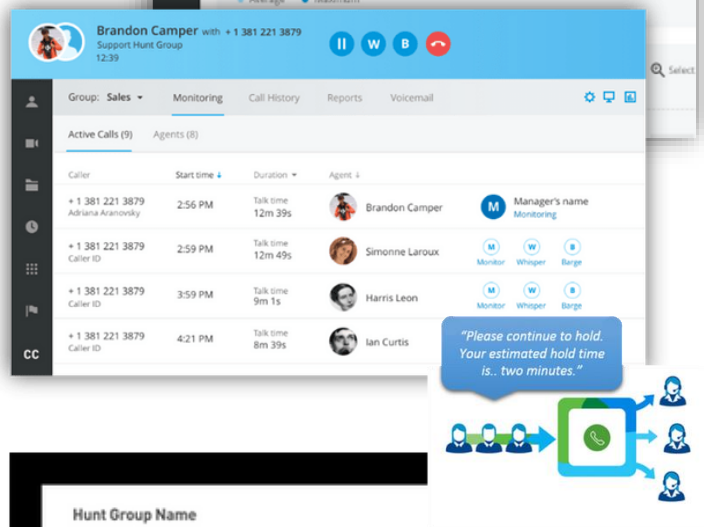 Average Maximum
Brandon Camper with + 1 381 221 3879
Support Hunt Group
12:39
W B
Select
Group: Sales
Monitoring Call History Reports Voicemail
Active Calls (9) Agents (8)
Caller Start time Duration Agent
+ 1 381 221 3879 2:56 PM Talk time Brandon Camper M Manager's name
Adriana Aranovsky 12m 39s Monitoring
+ 1 381 221 3879 2:59 PM Talk time Simonne Laroux M W B
Caller ID 12m 49s Monitor Whisper Barge
+ 1 381 221 3879 3:59 PM Talk time Harris Leon M W B
Caller ID 9m 1s Monitor Whisper Barge
+ 1 381 221 3879 4:21 PM Talk time Ian Curtis
Caller ID 8m 39s
CC
"Please continue to hold.
Your estimated hold time
is.. two minutes."
Hunt Group Name